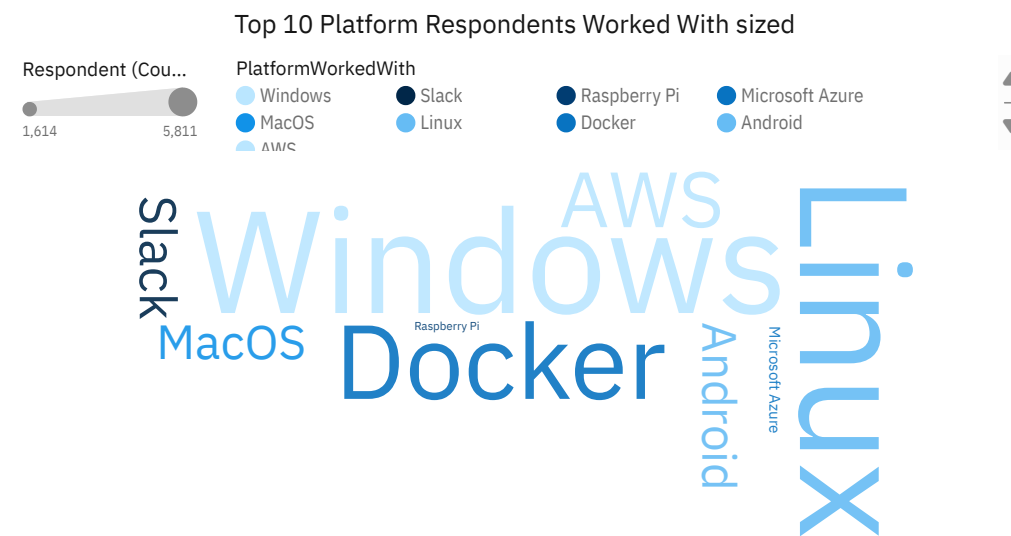 Top 10 Platform Respondents Worked With sized
Respondent (Cou...
1,614
5,811
PlatformWorkedWith
Windows
Slack
Raspberry Pi
Microsoft Azure
MacOS
Linux
Docker
Android
AWS
Slack
Windows
AWS
Linux
MacOS
Docker
Raspberry Pi
Android
Microsoft Azure